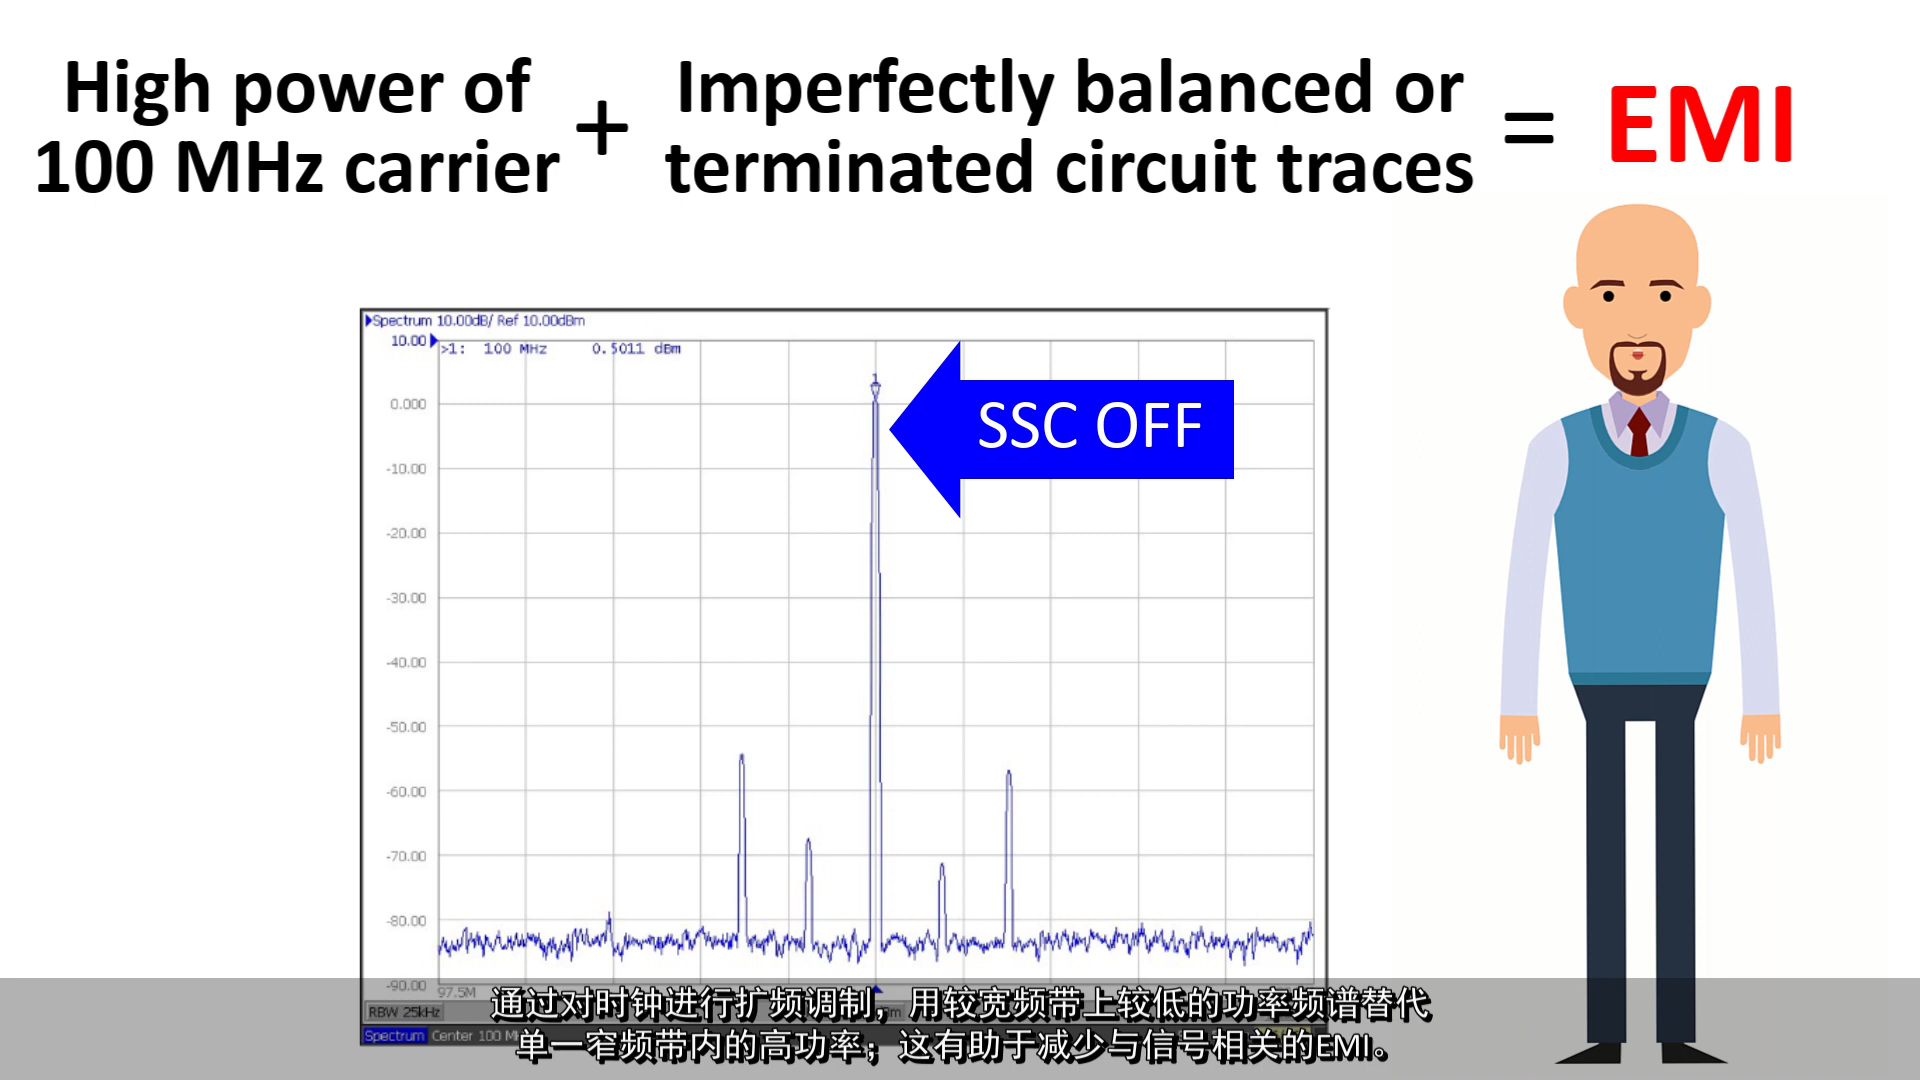 High power of
100 MHz carrier
+
Imperfectly balanced or
terminated circuit traces
=
EMI
Spectrum 10.00dB/ Ref 10.00dBm
10.00
>1: 100 MHz 0.5011 dBm
1
SSC OFF
0.000
-10.00
-20.00
-30.00
-40.00
-50.00
-60.00
-70.00
-80.00
-90.00
97.5M
RBW 25kHz
Spectrum Center 100
通过对时钟进行扩频调制，用较宽频带上较低的功率频谱替代
单一窄频带内的高功率；这有助于减少与信号相关的EMI。